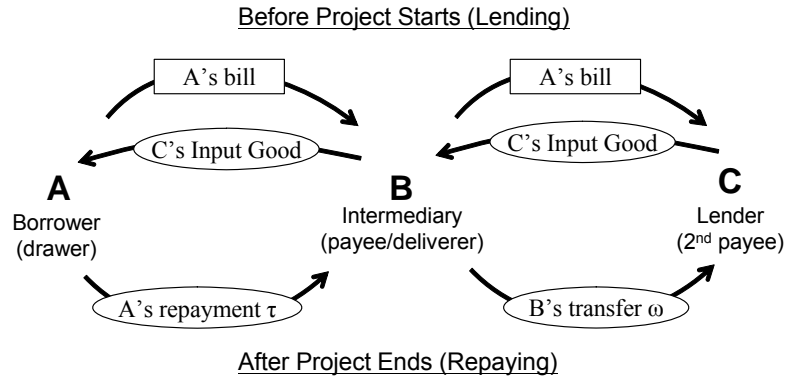 Before Project Starts (Lending)
A's bill
A's bill
C's Input Good
C's Input Good
A
B
C
Borrower
(drawer)
Intermediary
(payee/deliverer)
Lender
(2nd payee)
A's repayment τ
B's transfer ω
After Project Ends (Repaying)